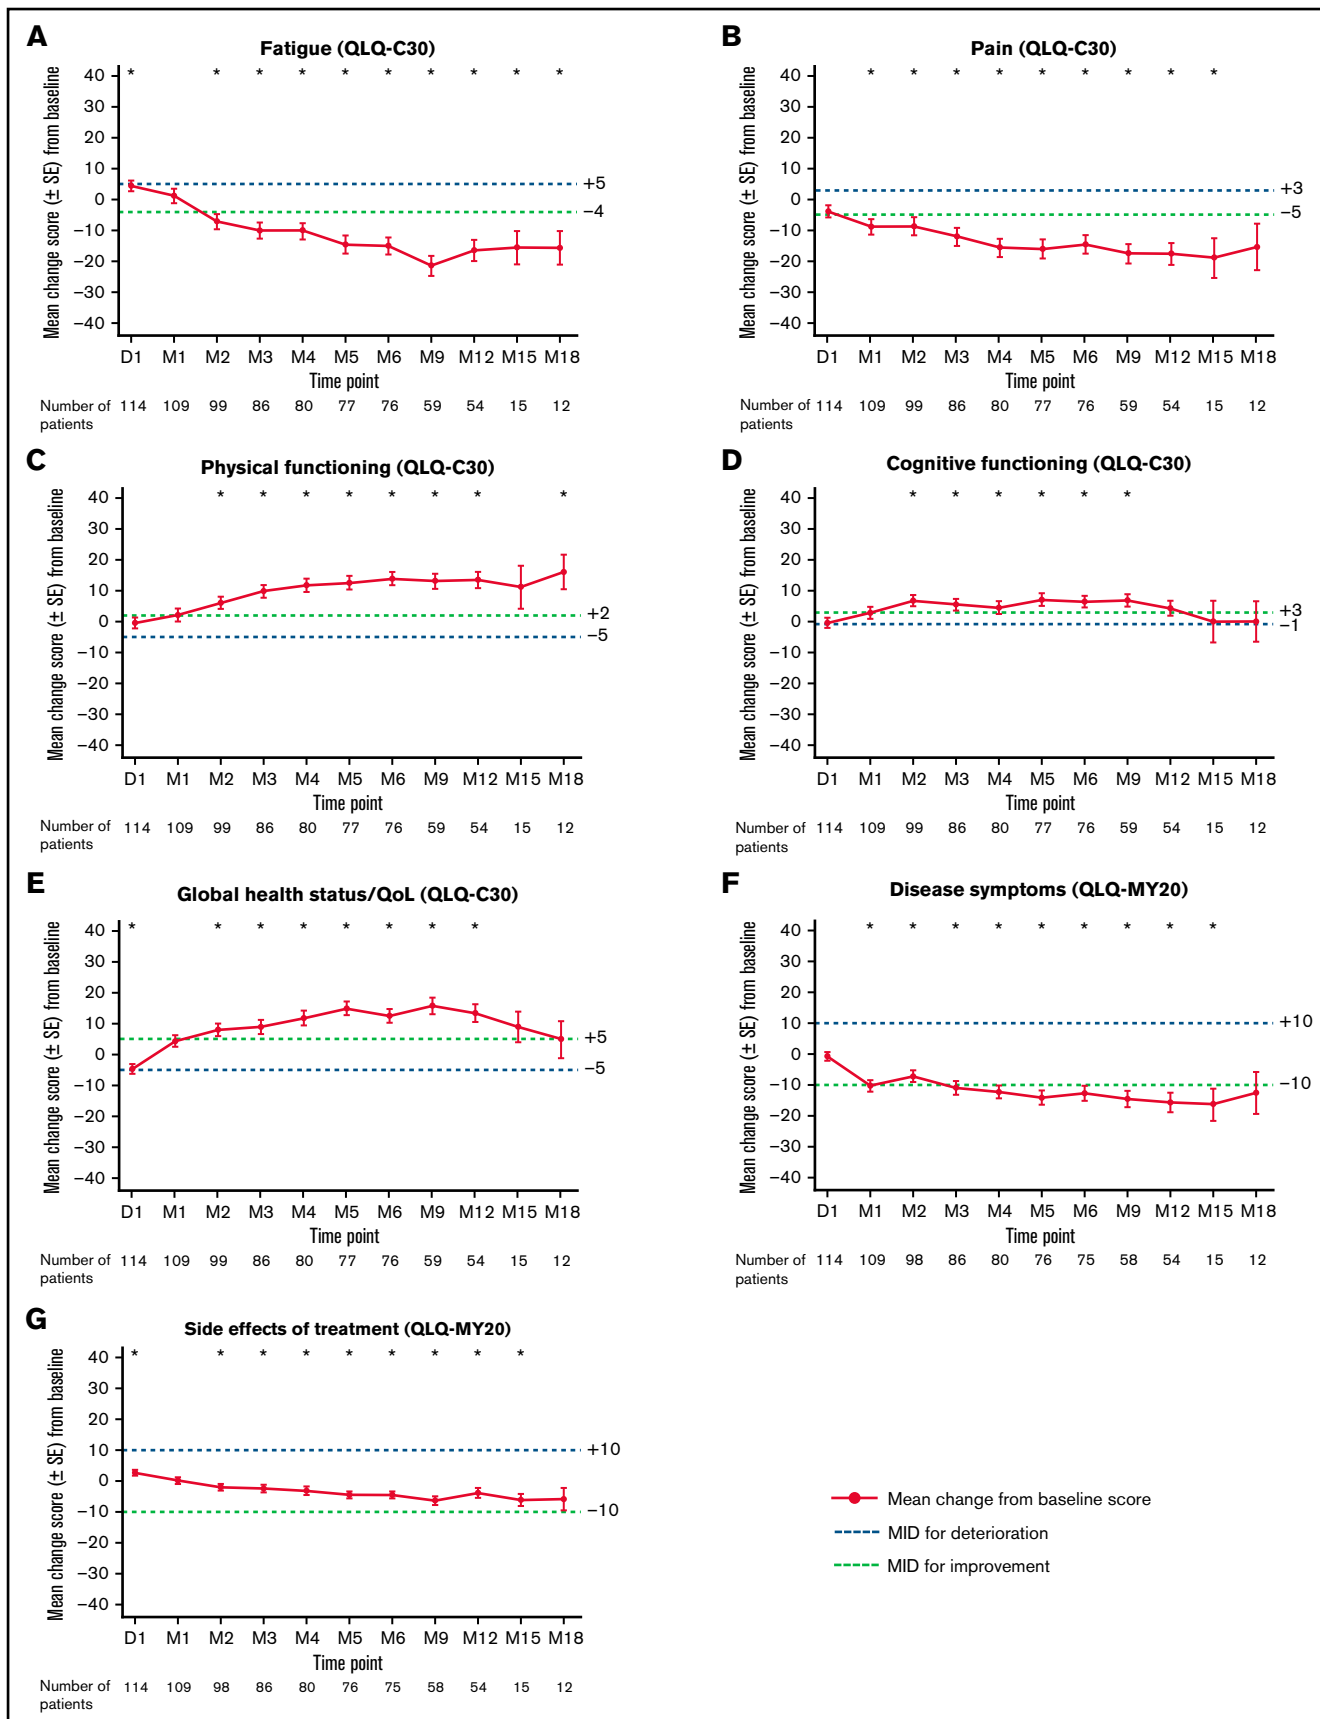 A
Fatigue (QLQ-C30)
Mean change score (± SE) from baseline
* * * * * * * * * *
40
30
20
10
0
−10
−20
−30
−40
+5
−4
D1 M1 M2 M3 M4 M5 M6 M9 M12 M15 M18
Time point
Number of patients 114 109 99 86 80 77 76 59 54 15 12
B
Pain (QLQ-C30)
Mean change score (± SE) from baseline
* * * * * * * * *
40
30
20
10
0
−10
−20
−30
−40
+3
−5
D1 M1 M2 M3 M4 M5 M6 M9 M12 M15 M18
Time point
Number of patients 114 109 99 86 80 77 76 59 54 15 12
C
Physical functioning (QLQ-C30)
Mean change score (± SE) from baseline
* * * * * * * *
40
30
20
10
0
−10
−20
−30
−40
+2
−5
D1 M1 M2 M3 M4 M5 M6 M9 M12 M15 M18
Time point
Number of patients 114 109 99 86 80 77 76 59 54 15 12
D
Cognitive functioning (QLQ-C30)
Mean change score (± SE) from baseline
* * * * * *
40
30
20
10
0
−10
−20
−30
−40
+3
−1
D1 M1 M2 M3 M4 M5 M6 M9 M12 M15 M18
Time point
Number of patients 114 109 99 86 80 77 76 59 54 15 12
E
Global health status/QoL (QLQ-C30)
Mean change score (± SE) from baseline
* * * * * * * *
40
30
20
10
0
−10
−20
−30
−40
+5
−5
D1 M1 M2 M3 M4 M5 M6 M9 M12 M15 M18
Time point
Number of patients 114 109 99 86 80 77 76 59 54 15 12
F
Disease symptoms (QLQ-MY20)
Mean change score (± SE) from baseline
* * * * * * * * *
40
30
20
10
0
−10
−20
−30
−40
+10
−10
D1 M1 M2 M3 M4 M5 M6 M9 M12 M15 M18
Time point
Number of patients 114 109 98 86 80 76 75 58 54 15 12
G
Side effects of treatment (QLQ-MY20)
Mean change score (± SE) from baseline
* * * * * * * * *
40
30
20
10
0
−10
−20
−30
−40
+10
−10
D1 M1 M2 M3 M4 M5 M6 M9 M12 M15 M18
Time point
Number of patients 114 109 98 86 80 76 75 58 54 15 12
Mean change from baseline score
MID for deterioration
MID for improvement